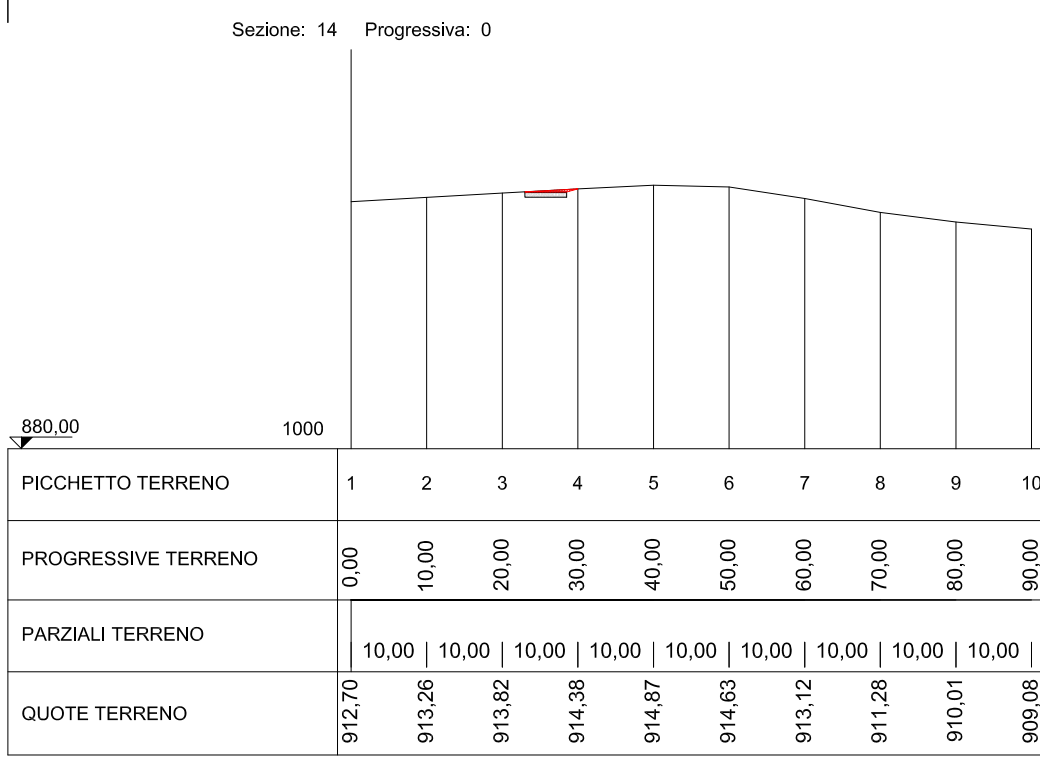 Sezione: 14 Progressiva: 0
880,00 1000
PICCHETTO TERRENO 1 2 3 4 5 6 7 8 9 10
PROGRESSIVE TERRENO 0,00 10,00 20,00 30,00 40,00 50,00 60,00 70,00 80,00 90,00
PARZIALI TERRENO 10,00 10,00 10,00 10,00 10,00 10,00 10,00 10,00 10,00
QUOTE TERRENO 912,70 913,26 913,82 914,38 914,87 914,63 913,12 911,28 910,01 909,08